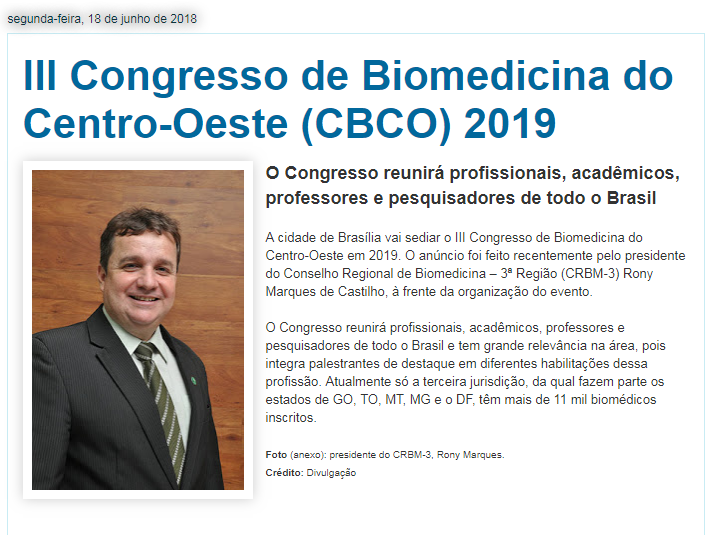 segunda-feira, 18 de junho de 2018
III Congresso de Biomedicina do
Centro-Oeste (CBCO) 2019
O Congresso reunirá profissionais, acadêmicos,
professores e pesquisadores de todo o Brasil
A cidade de Brasília vai sediar o III Congresso de Biomedicina do
Centro-Oeste em 2019. O anúncio foi feito recentemente pelo presidente
do Conselho Regional de Biomedicina – 3ª Região (CRBM-3) Rony
Marques de Castilho, à frente da organização do evento.
O Congresso reunirá profissionais, acadêmicos, professores e
pesquisadores de todo o Brasil e tem grande relevância na área, pois
integra palestrantes de destaque em diferentes habilitações dessa
profissão. Atualmente só a terceira jurisdição, da qual fazem parte os
estados de GO, TO, MT, MG e o DF, têm mais de 11 mil biomédicos
inscritos.
Foto (anexo): presidente do CRBM-3, Rony Marques.
Crédito: Divulgação